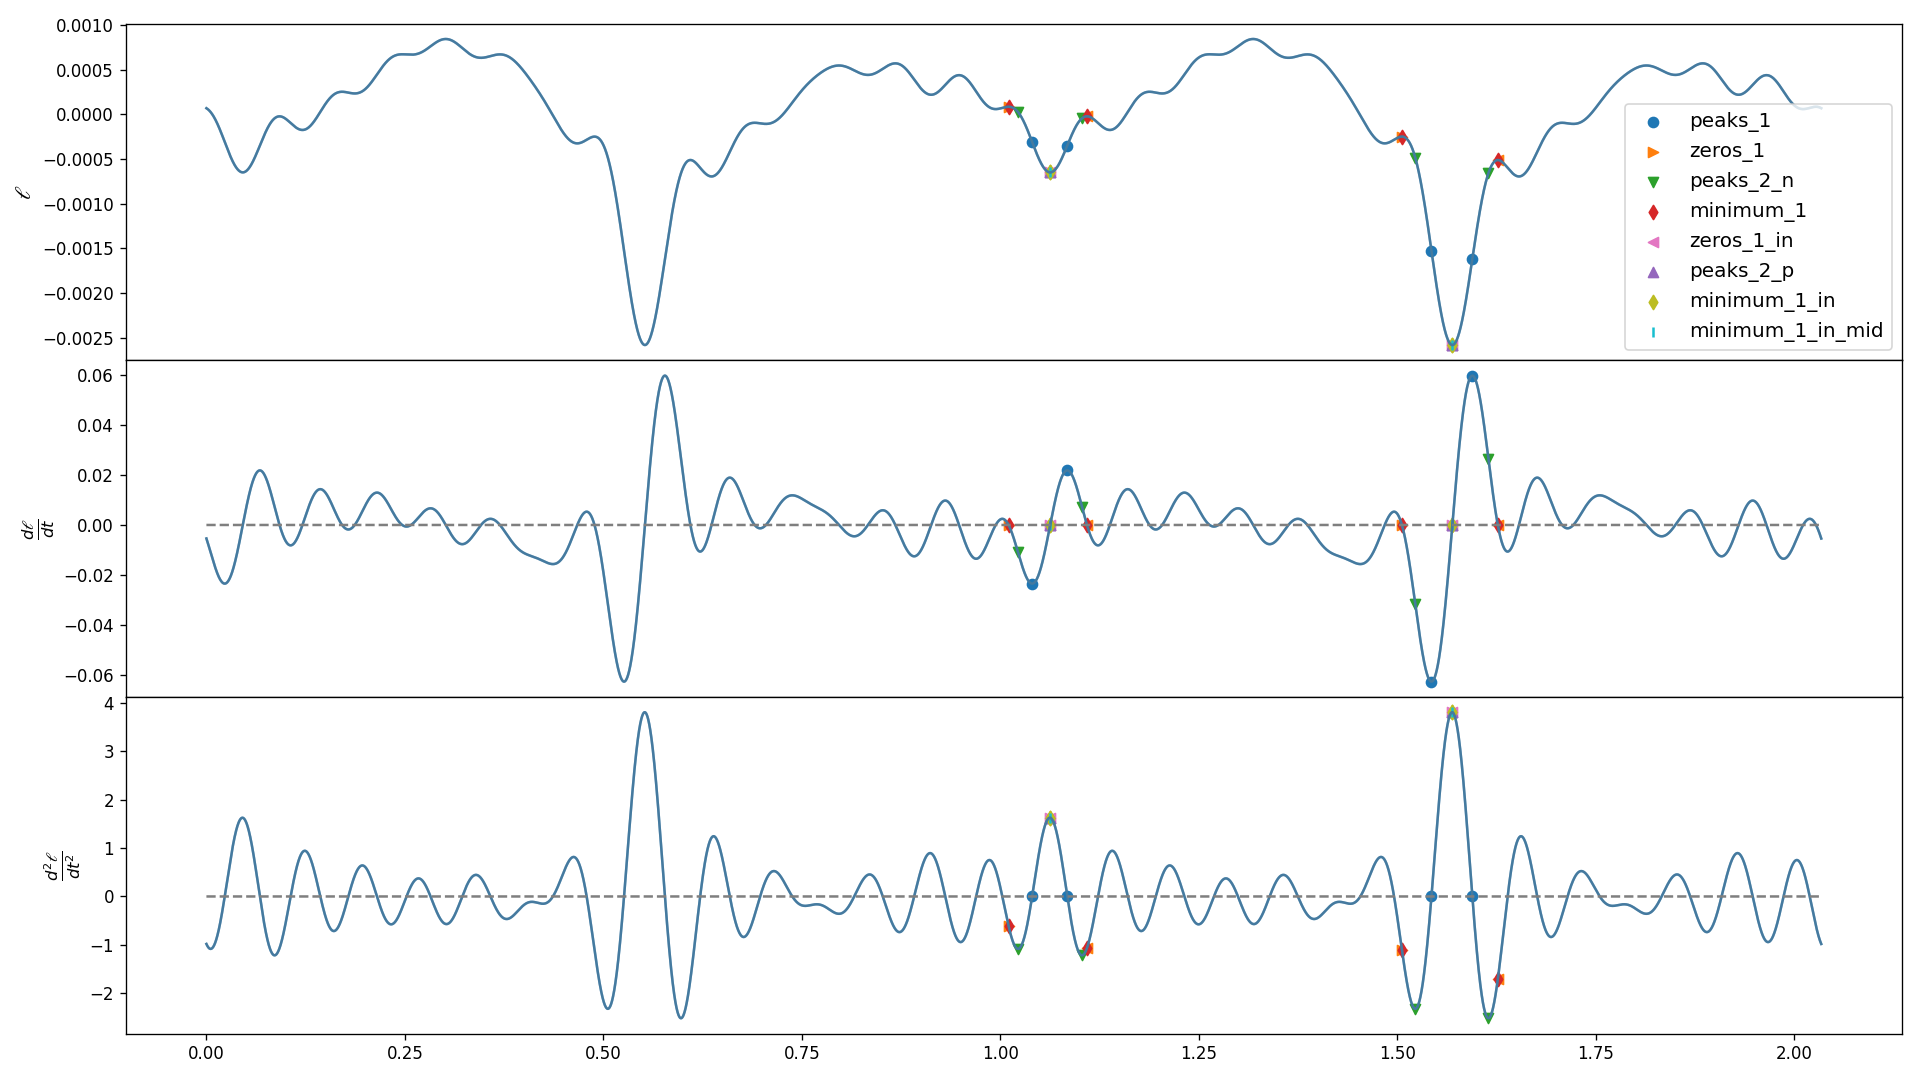 0.0010
0.0005
0.0000
−0.0005
−0.0010
−0.0015
−0.0020
−0.0025
ℓ
peaks_1
zeros_1
peaks_2_n
minimum_1
zeros_1_in
peaks_2_p
minimum_1_in
minimum_1_in_mid
0.06
0.04
0.02
0.00
−0.02
−0.04
−0.06
dℓ
dt
4
3
2
1
0
−1
−2
d²ℓ
dt²
0.00 0.25 0.50 0.75 1.00 1.25 1.50 1.75 2.00